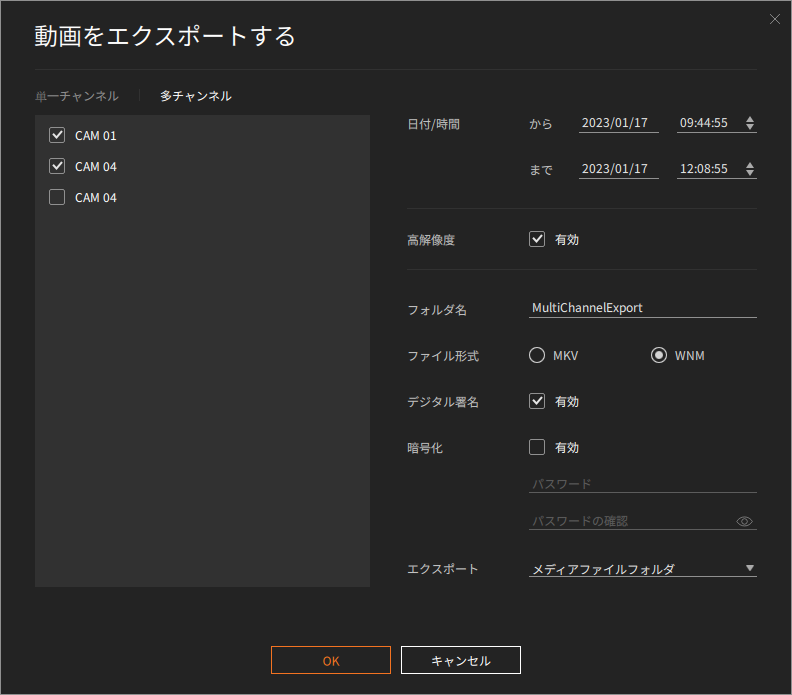 動画をエクスポートする
単一チャンネル 多チャンネル
CAM 01
CAM 04
CAM 04
日付/時間 から 2023/01/17 09:44:55
まで 2023/01/17 12:08:55
高解像度 有効
フォルダ名 MultiChannelExport
ファイル形式 MKV WNM
デジタル署名 有効
暗号化 有効
パスワード
パスワードの確認
エクスポート メディアファイルフォルダ
OK キャンセル